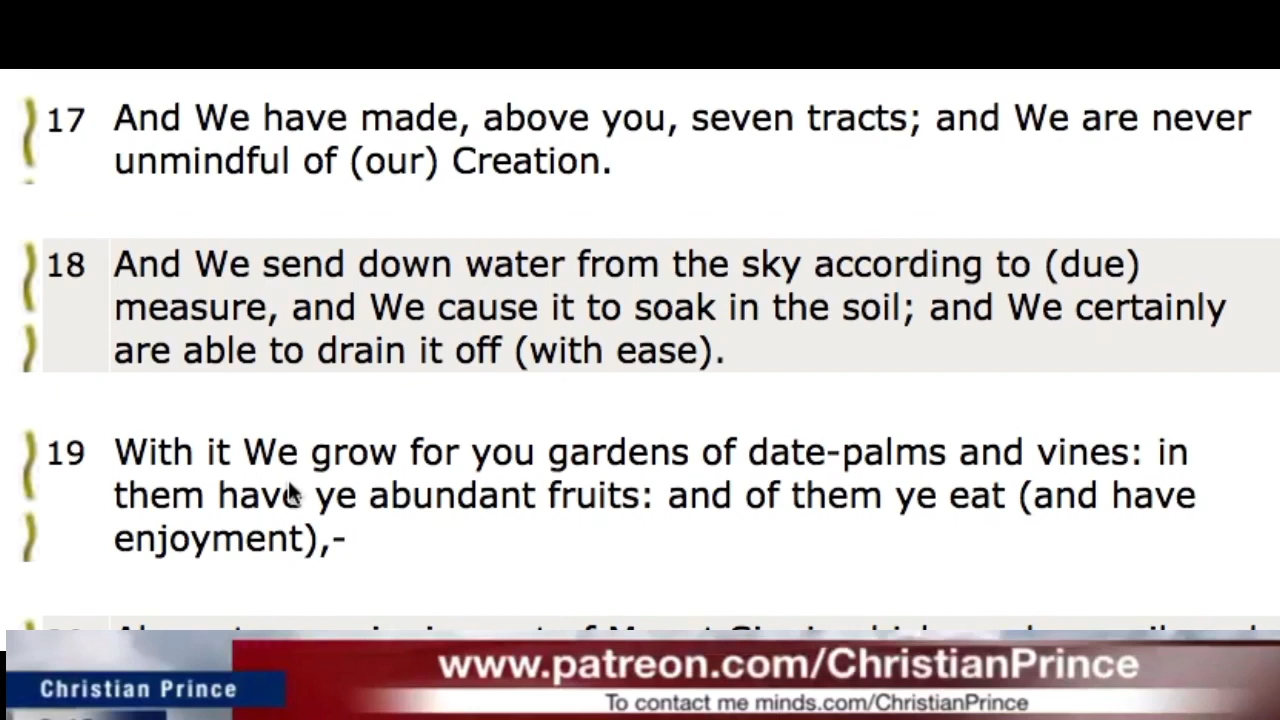 17 And We have made, above you, seven tracts; and We are never
unmindful of (our) Creation.
18 And We send down water from the sky according to (due)
measure, and We cause it to soak in the soil; and We certainly
are able to drain it off (with ease).
19 With it We grow for you gardens of date-palms and vines: in
them have ye abundant fruits: and of them ye eat (and have
enjoyment),-
www.patreon.com/ChristianPrince
Christian Prince
To contact me minds.com/ChristianPrince